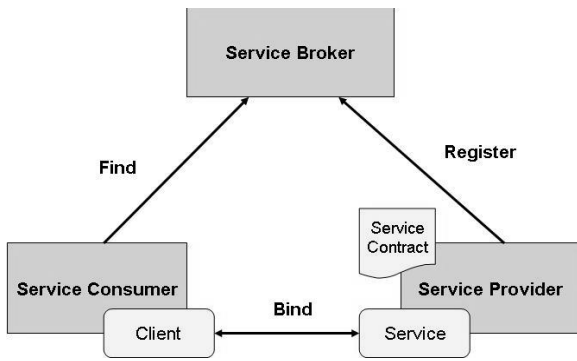 Service Broker
Find
Register
Service
Contract
Service Consumer
Service Provider
Bind
Client
Service